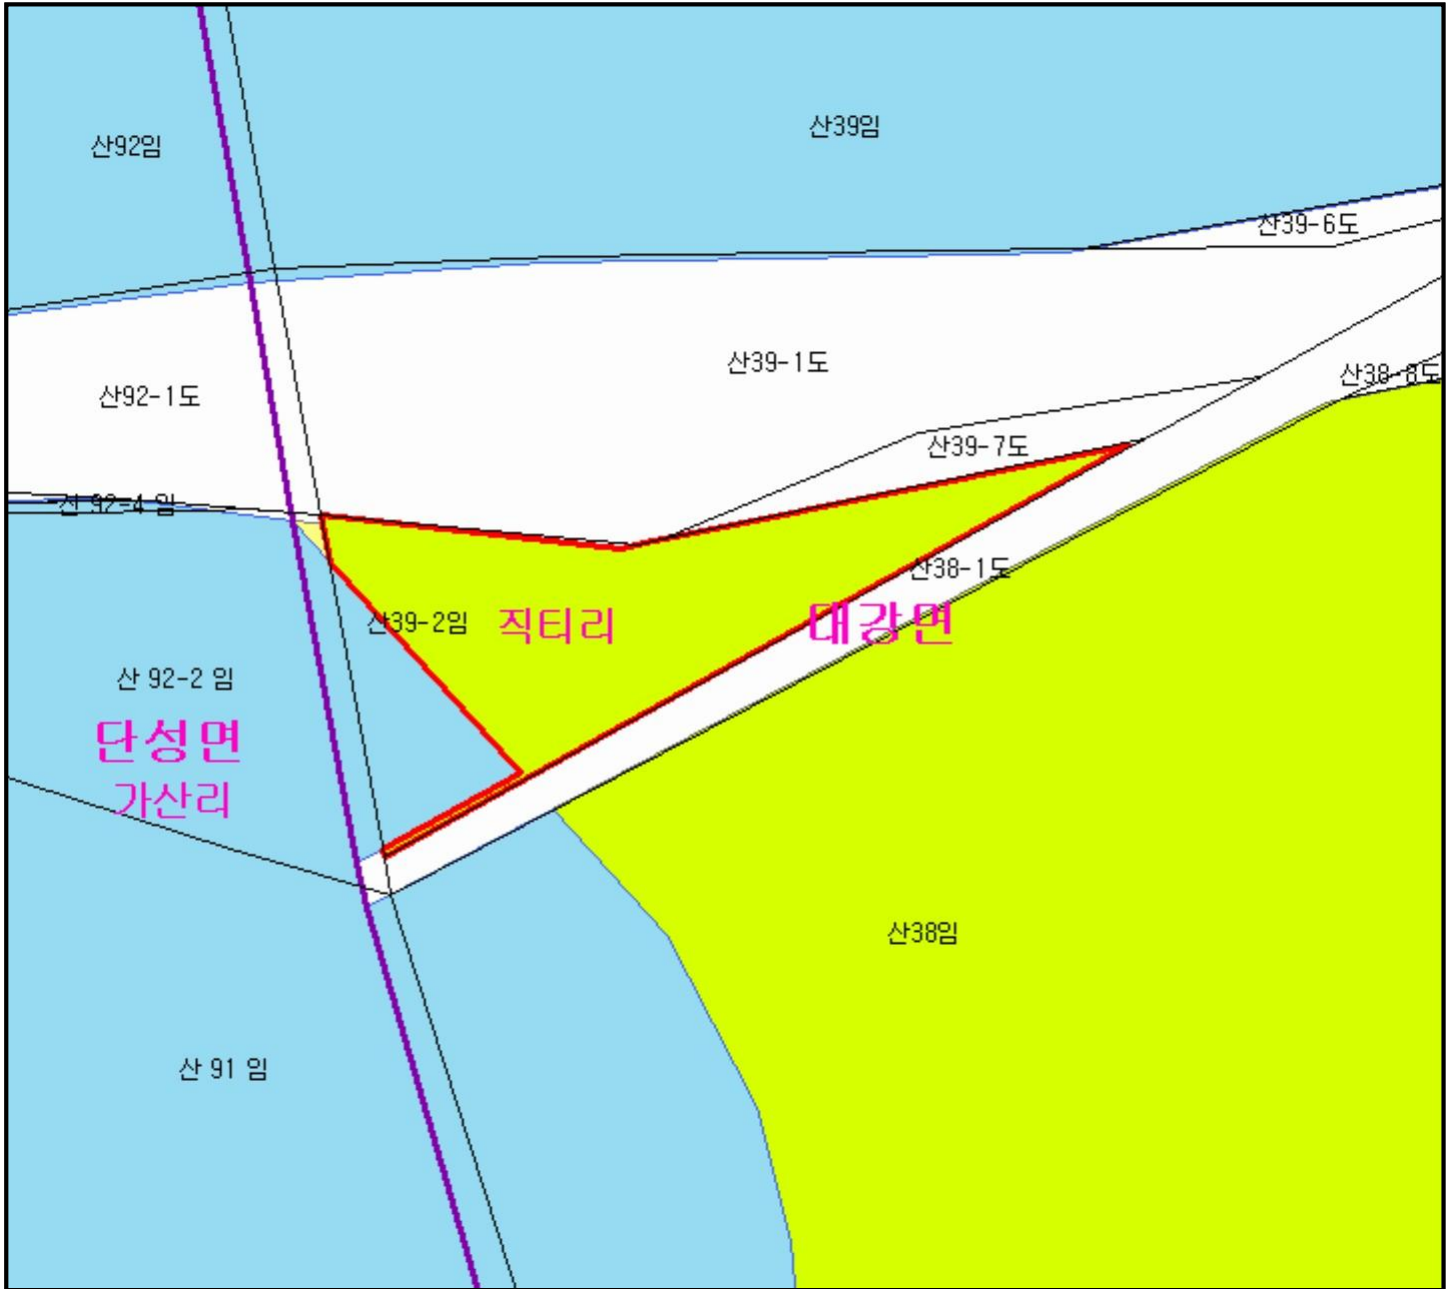 산39임
산92임
산39-6도
산39-1도
산38-8도
산92-1도
산39-7도
산 92-4 임
산38-1도
산39-2임
직티리
대강면
산 92-2 임
단성면
가산리
산38임
산 91 임